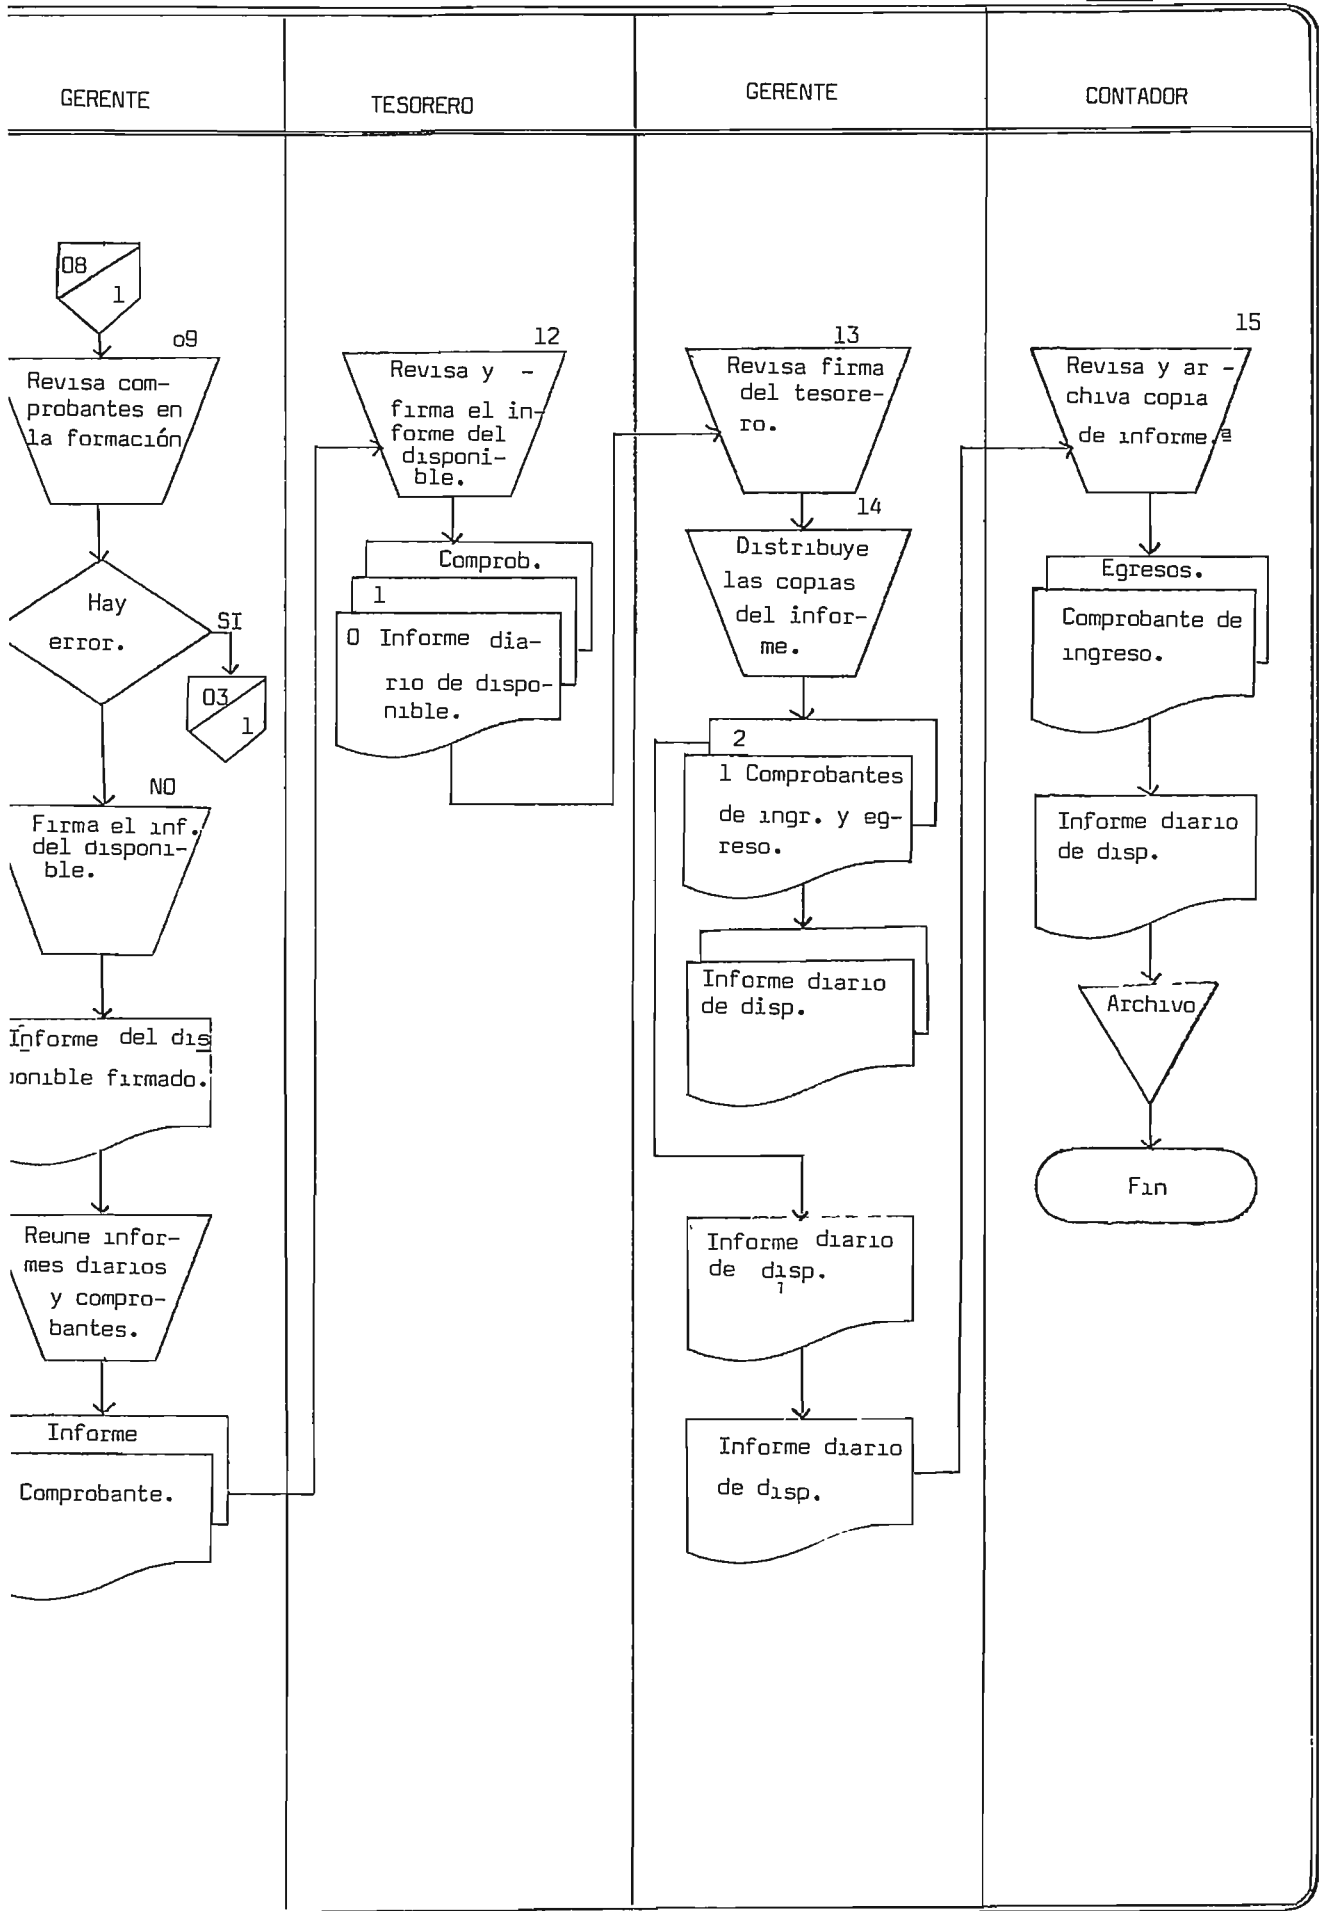 GERENTE
TESORERO
GERENTE
CONTADOR
08
1
o9
Revisa com-
probantes en
la formación
Hay
error.
SI
03
1
NO
Firma el inf.
del disponi-
ble.
Informe del dis
ponible firmado.
Reune infor-
mes diarios
y compro-
bantes.
Informe
Comprobante.
12
Revisa y -
firma el in-
forme del
disponi-
ble.
Comprob.
1
O Informe dia-
rio de dispo-
nible.
13
Revisa firma
del tesore-
ro.
14
Distribuye
las copias
del infor-
me.
2
1 Comprobantes
de ingr. y eg-
reso.
Informe diario
de disp.
Informe diario
de disp.
Informe diario
de disp.
15
Revisa y ar -
chiva copia
de informe.
Egresos.
Comprobante de
ingreso.
Informe diario
de disp.
Archivo
Fin